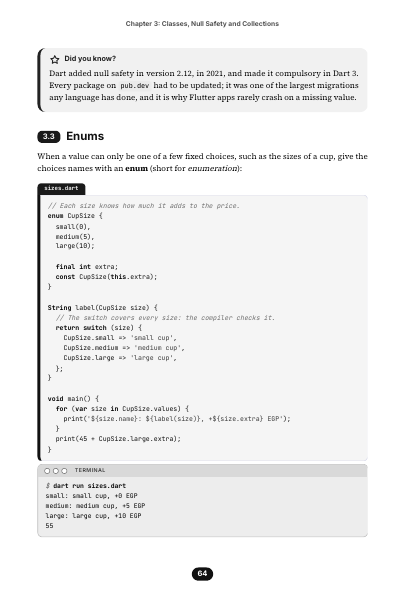 Chapter 3: Classes, Null Safety and Collections
Did you know?
Dart added null safety in version 2.12, in 2021, and made it compulsory in Dart 3.
Every package on pub.dev had to be updated; it was one of the largest migrations
any language has done, and it is why Flutter apps rarely crash on a missing value.
3.3 Enums
When a value can only be one of a few fixed choices, such as the sizes of a cup, give the
choices names with an enum (short for enumeration):
sizes.dart
// Each size knows how much it adds to the price.
enum CupSize {
  small(0),
  medium(5),
  large(10);

  final int extra;
  const CupSize(this.extra);
}

String label(CupSize size) {
  // The switch covers every size: the compiler checks it.
  return switch (size) {
    CupSize.small => 'small cup',
    CupSize.medium => 'medium cup',
    CupSize.large => 'large cup',
  };
}

void main() {
  for (var size in CupSize.values) {
    print('${size.name}: ${label(size)}, +${size.extra} EGP');
  }
  print(45 + CupSize.large.extra);
}
TERMINAL
$ dart run sizes.dart
small: small cup, +0 EGP
medium: medium cup, +5 EGP
large: large cup, +10 EGP
55
64